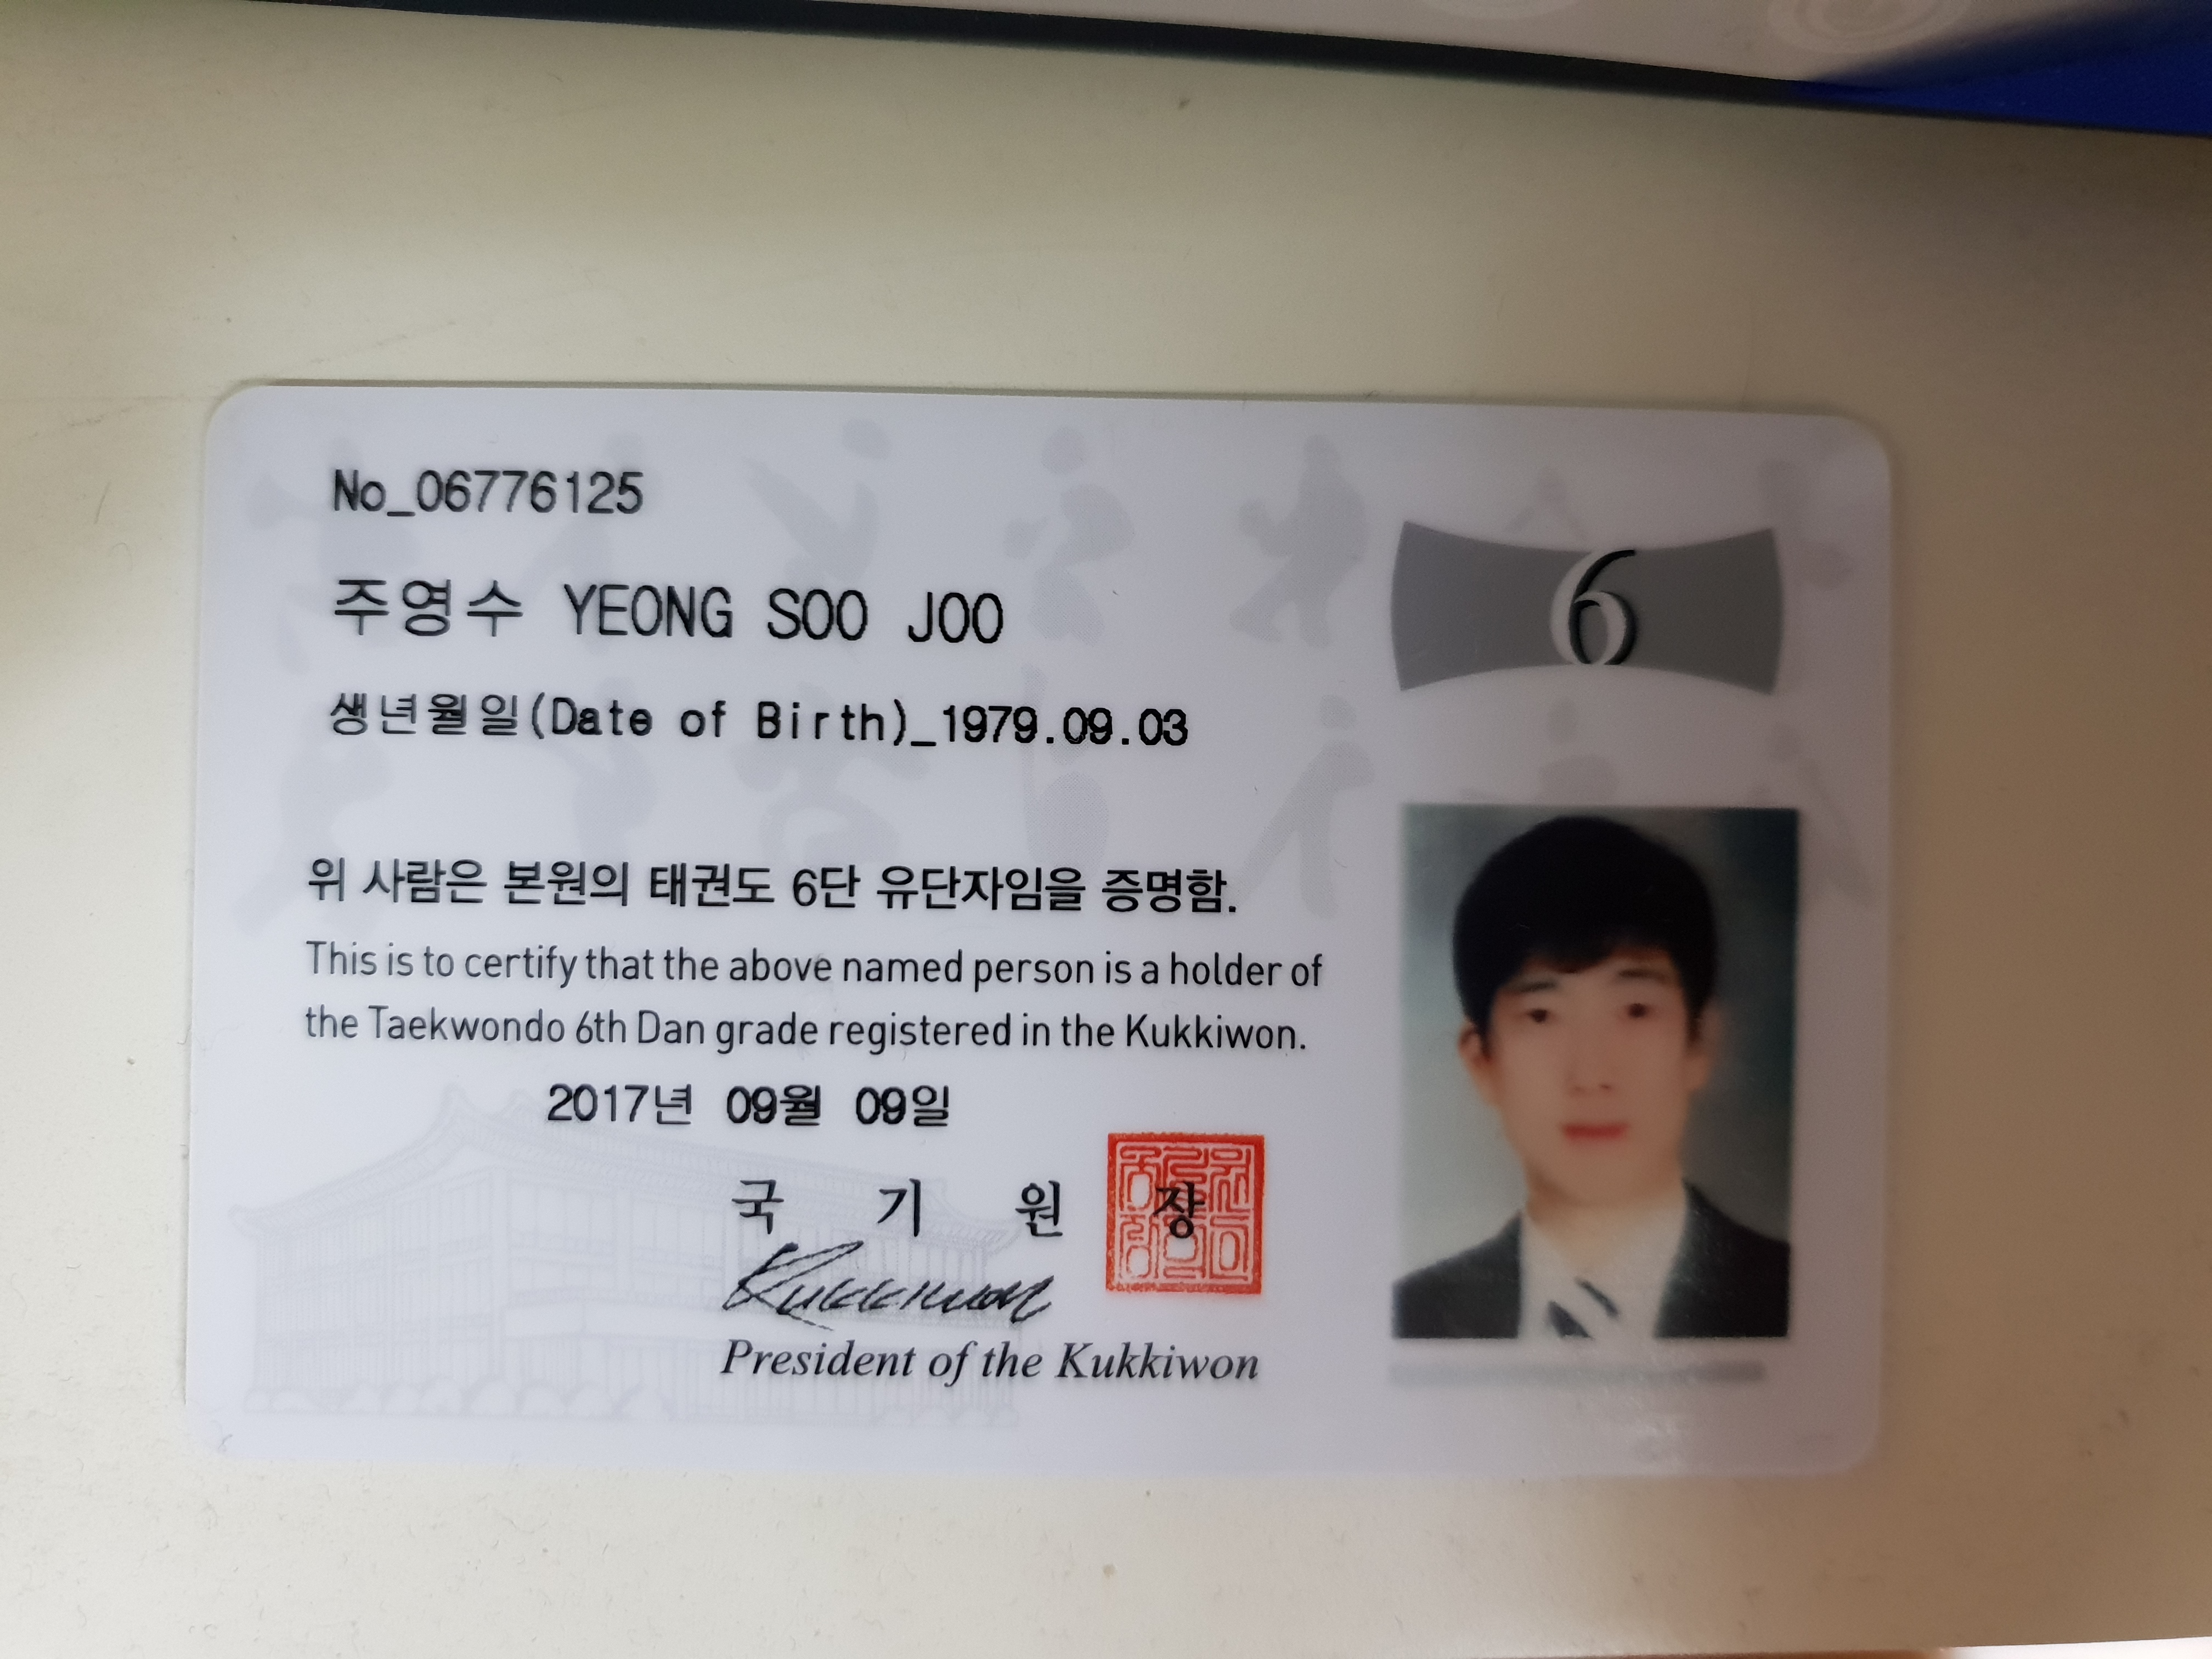 No_06776125
6
주영수 YEONG SOO JOO
생년월일(Date of Birth)_1979.09.03
위 사람은 본원의 태권도 6단 유단자임을 증명함.
This is to certify that the above named person is a holder of
the Taekwondo 6th Dan grade registered in the Kukkiwon.
2017년 09월 09일
국 기 원 장
Kukkiwon
President of the Kukkiwon